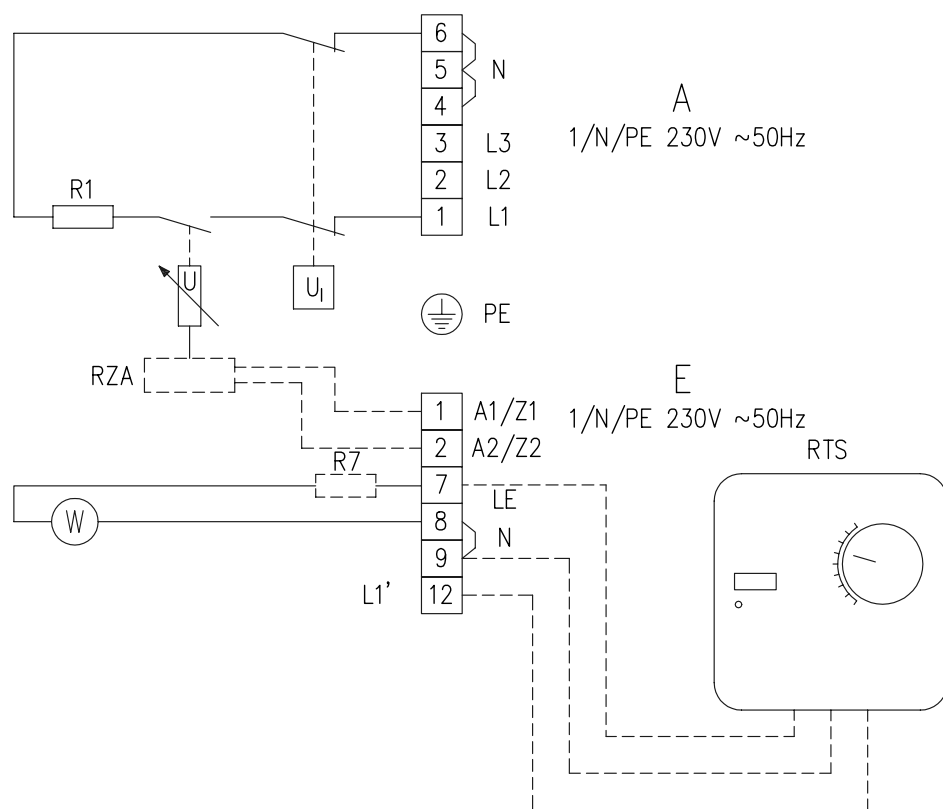 6
5 N
4
A
3 L3
1/N/PE 230V ~50Hz
2 L2
R1
1 L1
U
U1
PE
RZA
E
1 A1/Z1
1/N/PE 230V ~50Hz
2 A2/Z2
RTS
R7
7
LE
W
8
N
9
L1' 12